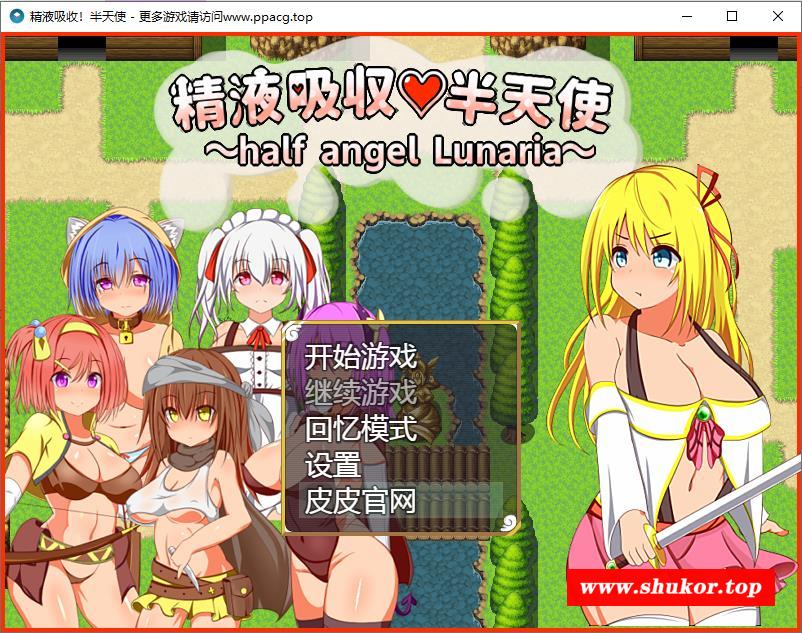 精液吸收！半天使 - 更多游戏请访问www.ppacg.top
精液吸収♥半天使
～half angel Lunaria～
开始游戏
继续游戏
回忆模式
设置
皮皮官网
www.shukor.top